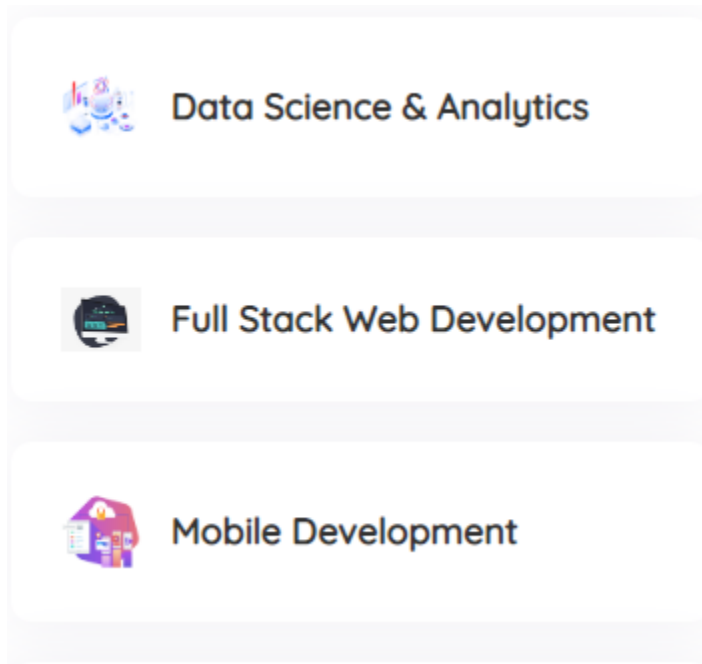 Data Science & Analytics
Full Stack Web Development
Mobile Development